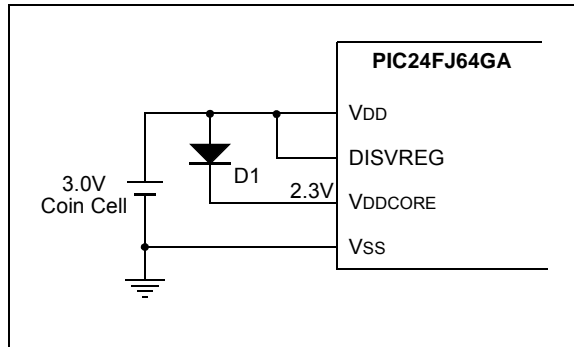 PIC24FJ64GA
VDD
DISVREG
D1
3.0V
Coin Cell
2.3V
VDDCORE
VSS